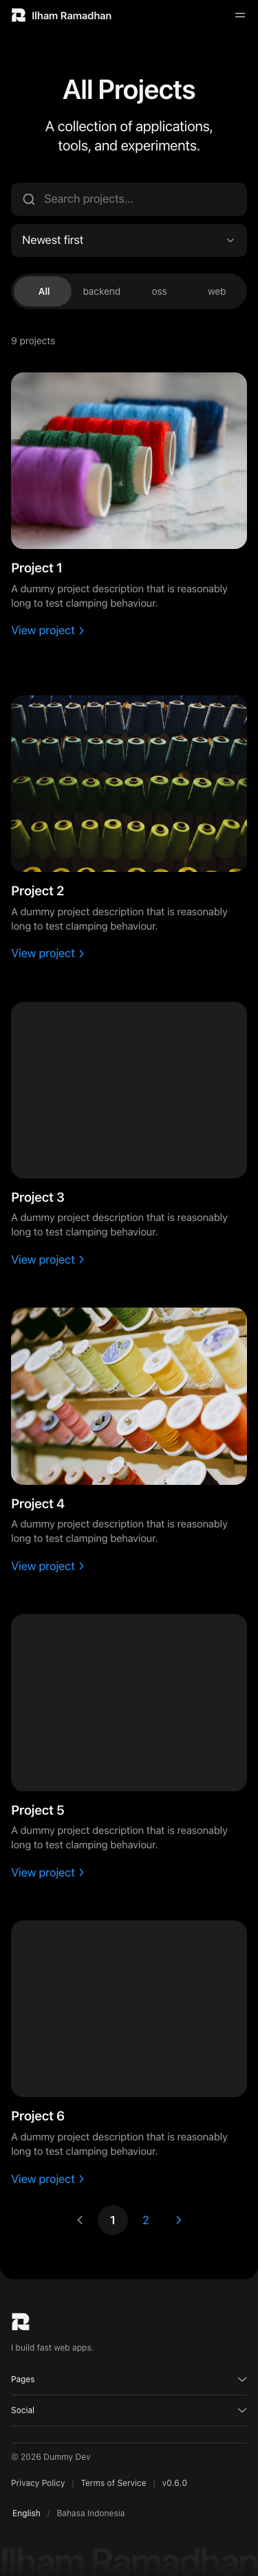 Ilham Ramadhan
All Projects
A collection of applications,
tools, and experiments.
Search projects...
Newest first
All backend oss web
9 projects
Project 1
A dummy project description that is reasonably
long to test clamping behaviour.
View project
Project 2
A dummy project description that is reasonably
long to test clamping behaviour.
View project
Project 3
A dummy project description that is reasonably
long to test clamping behaviour.
View project
Project 4
A dummy project description that is reasonably
long to test clamping behaviour.
View project
Project 5
A dummy project description that is reasonably
long to test clamping behaviour.
View project
Project 6
A dummy project description that is reasonably
long to test clamping behaviour.
View project
1 2
I build fast web apps.
Pages
Social
© 2026 Dummy Dev
Privacy Policy | Terms of Service | v0.6.0
English / Bahasa Indonesia
Ilham Ramadhan